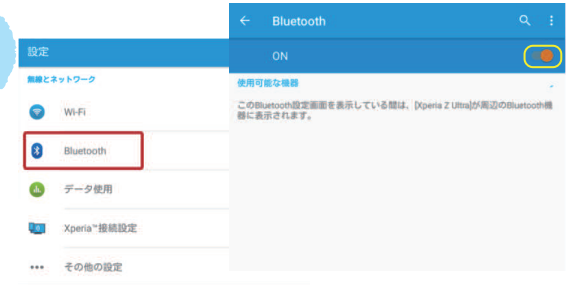 設定
無線とネットワーク
Wi-Fi
Bluetooth
データ使用
Xperia™接続設定
その他の設定
Bluetooth
ON
使用可能な機器
このBluetooth設定画面を表示している間は、[Xperia Z Ultra]が周辺のBluetooth機
器に表示されます。